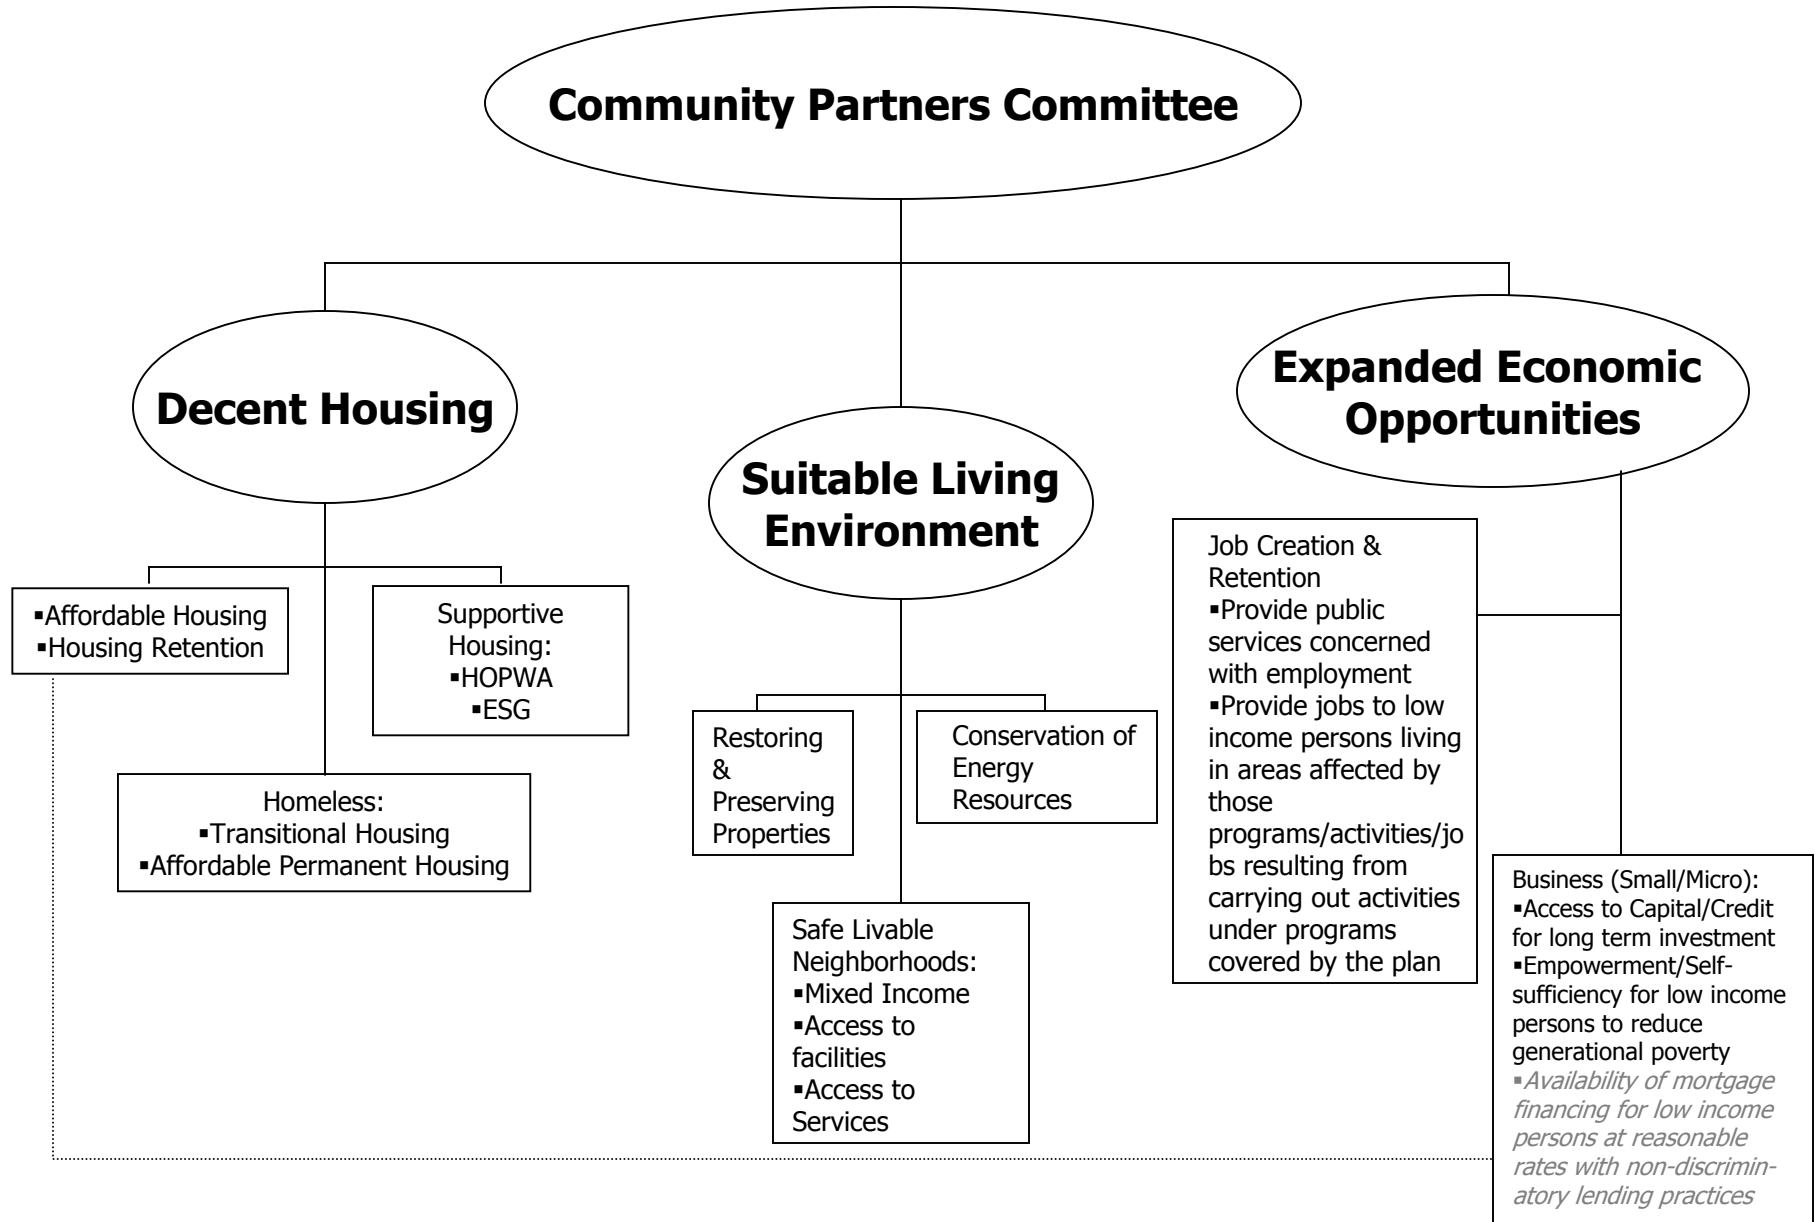 Community Partners Committee
Decent Housing
▪Affordable Housing
▪Housing Retention
Supportive
Housing:
▪HOPWA
▪ESG
Homeless:
▪Transitional Housing
▪Affordable Permanent Housing
Suitable Living
Environment
Restoring
&
Preserving
Properties
Conservation of
Energy
Resources
Safe Livable
Neighborhoods:
▪Mixed Income
▪Access to
facilities
▪Access to
Services
Expanded Economic
Opportunities
Job Creation &
Retention
▪Provide public
services concerned
with employment
▪Provide jobs to low
income persons living
in areas affected by
those
programs/activities/jo
bs resulting from
carrying out activities
under programs
covered by the plan
Business (Small/Micro):
▪Access to Capital/Credit
for long term investment
▪Empowerment/Self-
sufficiency for low income
persons to reduce
generational poverty
▪Availability of mortgage
financing for low income
persons at reasonable
rates with non-discrimin-
atory lending practices